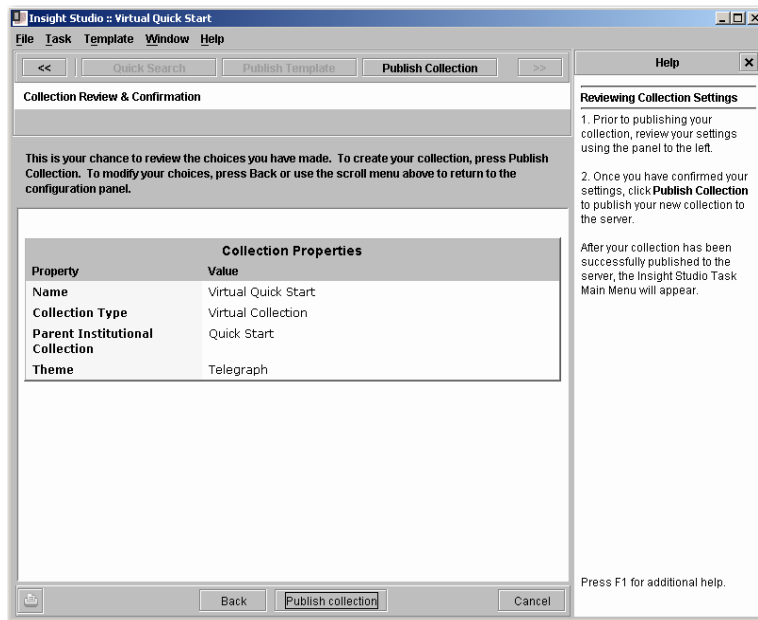 Insight Studio :: Virtual Quick Start
File Task Template Window Help
<< Quick Search Publish Template Publish Collection >>
Collection Review & Confirmation
This is your chance to review the choices you have made. To create your collection, press Publish
Collection. To modify your choices, press Back or use the scroll menu above to return to the
configuration panel.
Collection Properties
Property Value
Name Virtual Quick Start
Collection Type Virtual Collection
Parent Institutional Quick Start
Collection
Theme Telegraph
Back Publish collection Cancel
Help
Reviewing Collection Settings
1. Prior to publishing your
collection, review your settings
using the panel to the left.
2. Once you have confirmed your
settings, click Publish Collection
to publish your new collection to
the server.
After your collection has been
successfully published to the
server, the Insight Studio Task
Main Menu will appear.
Press F1 for additional help.